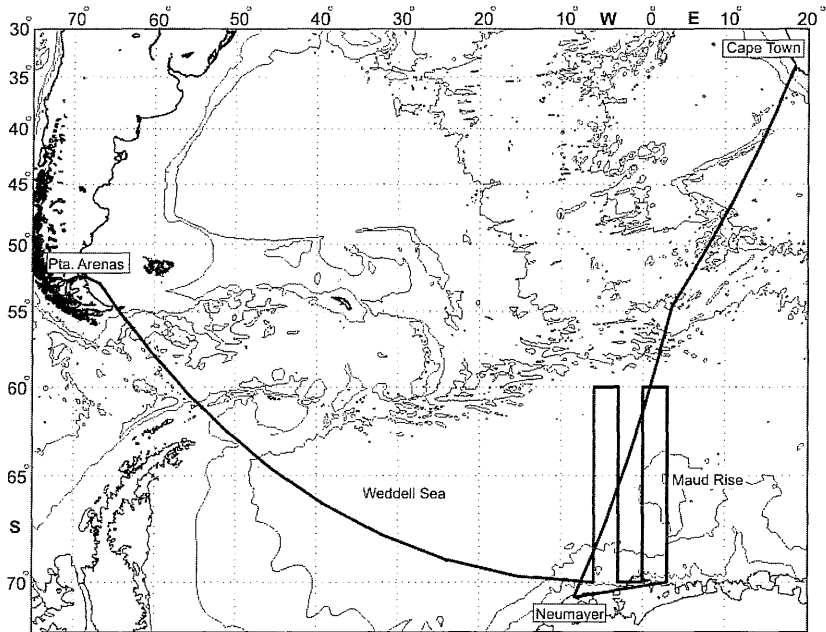 70° 60° 50° 40° 30° 20° 10° W 0° E 10° 20°
30°
Cape Town
35°
40°
45°
50°
Pta. Arenas
55°
60°
65°
Maud Rise
Weddell Sea
S
70°
Neumayer